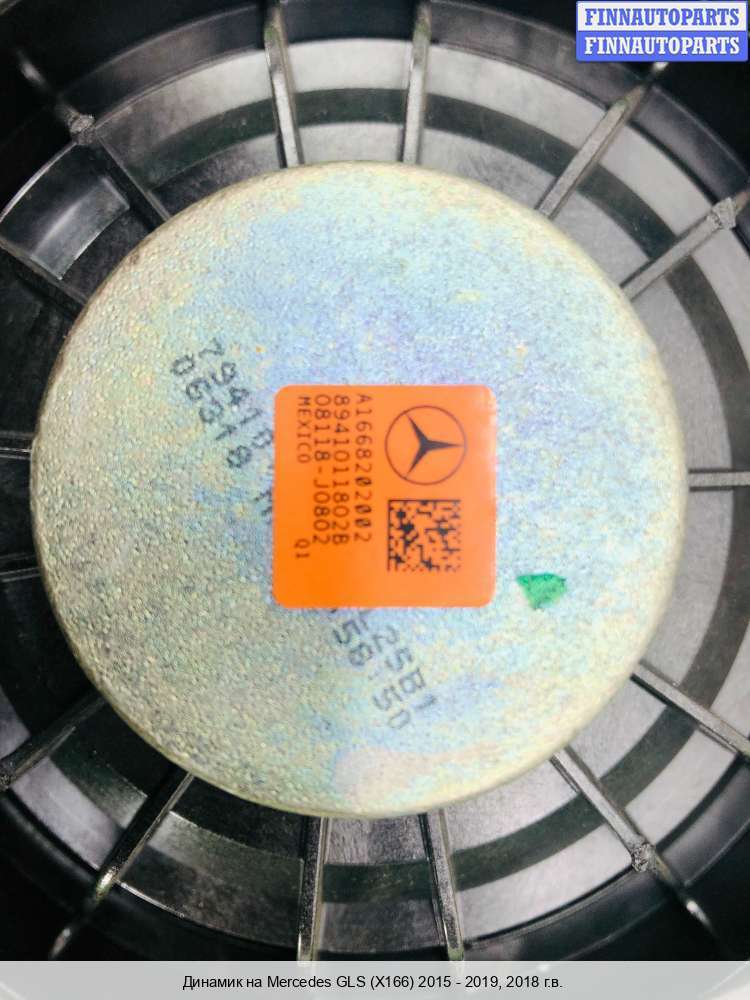 FINNAUTOPARTS
FINNAUTOPARTS
A1668202002
89410118028
08118-J0802
MEXICO
Q1
Динамик на Mercedes GLS (X166) 2015 - 2019, 2018 г.в.